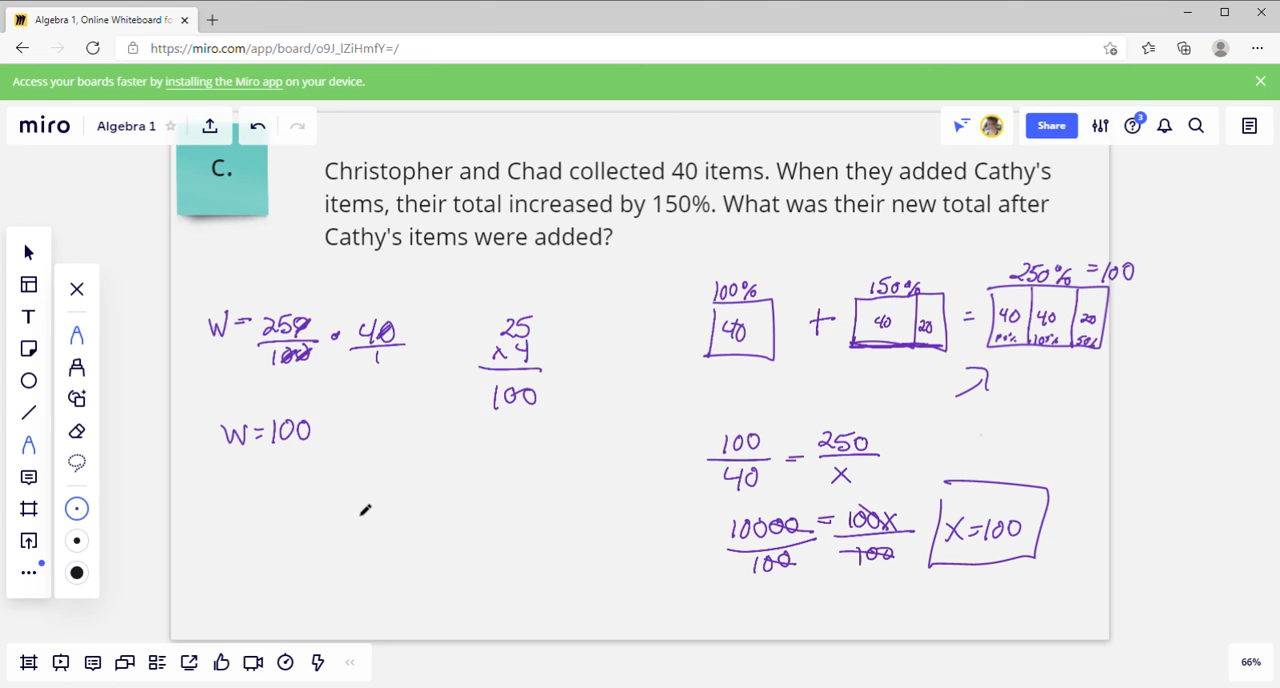 Algebra 1, Online Whiteboard fo
https://miro.com/app/board/o9J_lZiHmfY=/
Access your boards faster by installing the Miro app on your device.
miro Algebra 1 Share 3
C.
Christopher and Chad collected 40 items. When they added Cathy's
items, their total increased by 150%. What was their new total after
Cathy's items were added?
W = 250/100 • 40/1
25
x 4
100
W=100
100% 150% 250% =100
40 + 40 20 = 40 40 20
100% 100% 50%
100/40 = 250/X
10000/100 = 100X/100
X=100
T
66%